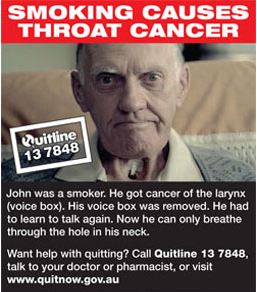 SMOKING CAUSES
THROAT CANCER
Quitline
13 7848
John was a smoker. He got cancer of the larynx
(voice box). His voice box was removed. He had
to learn to talk again. Now he can only breathe
through the hole in his neck.
Want help with quitting? Call Quitline 13 7848,
talk to your doctor or pharmacist, or visit
www.quitnow.gov.au